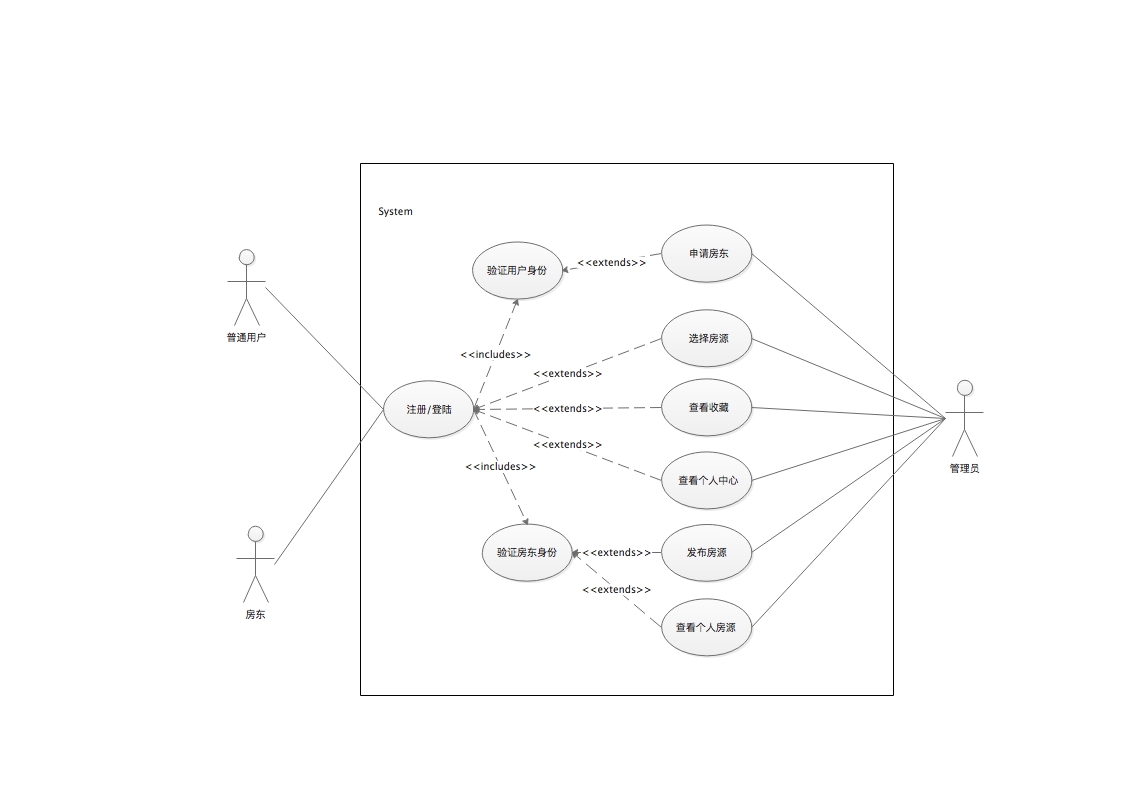 System
申请房东
验证用户身份
<<extends>>
普通用户
选择房源
<<includes>>
<<extends>>
注册/登陆
<<extends>>
查看收藏
<<extends>>
<<includes>>
管理员
查看个人中心
验证房东身份
<<extends>>
发布房源
<<extends>>
房东
查看个人房源